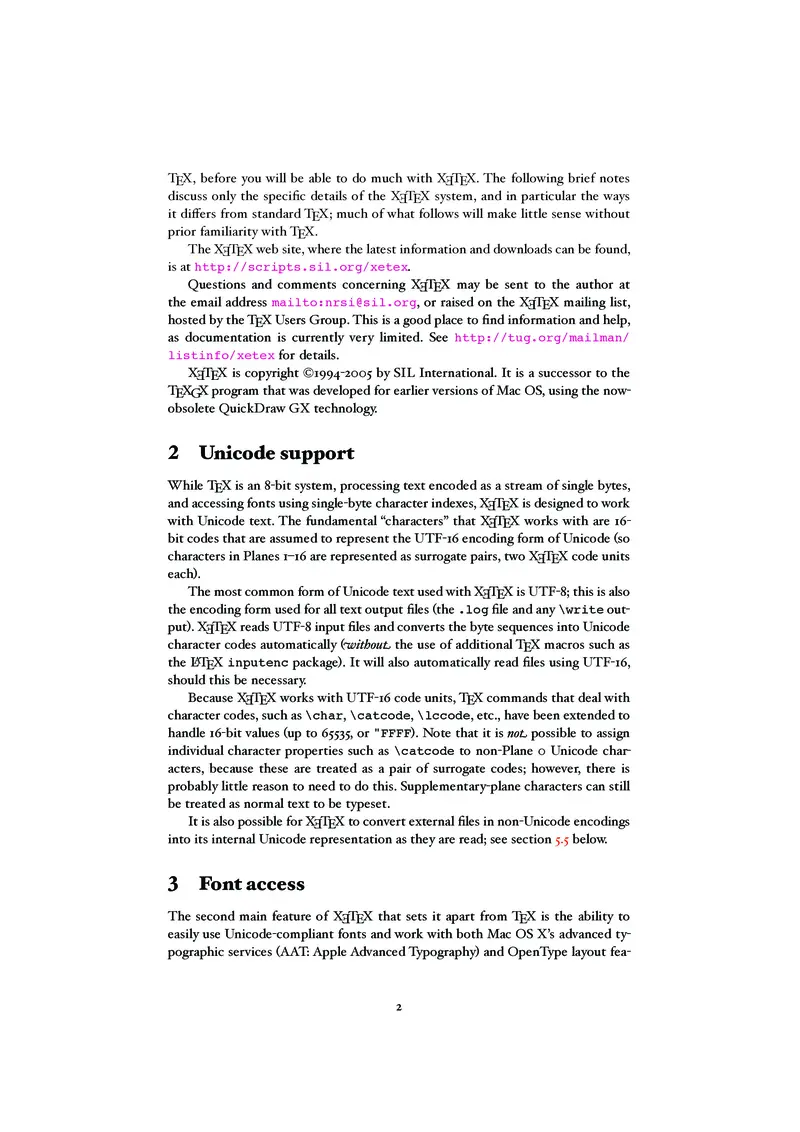 TEX, before you will be able to do much with XƎTEX. The following brief notes
discuss only the specific details of the XƎTEX system, and in particular the ways
it differs from standard TEX; much of what follows will make little sense without
prior familiarity with TEX.
The XƎTEX web site, where the latest information and downloads can be found,
is at http://scripts.sil.org/xetex.
Questions and comments concerning XƎTEX may be sent to the author at
the email address mailto:nrsi@sil.org, or raised on the XƎTEX mailing list,
hosted by the TEX Users Group. This is a good place to find information and help,
as documentation is currently very limited. See http://tug.org/mailman/
listinfo/xetex for details.
XƎTEX is copyright ©1994-2005 by SIL International. It is a successor to the
TEXGX program that was developed for earlier versions of Mac OS, using the now-
obsolete QuickDraw GX technology.
2 Unicode support
While TEX is an 8-bit system, processing text encoded as a stream of single bytes,
and accessing fonts using single-byte character indexes, XƎTEX is designed to work
with Unicode text. The fundamental “characters” that XƎTEX works with are 16-
bit codes that are assumed to represent the UTF-16 encoding form of Unicode (so
characters in Planes 1–16 are represented as surrogate pairs, two XƎTEX code units
each).
The most common form of Unicode text used with XƎTEX is UTF-8; this is also
the encoding form used for all text output files (the .log file and any \write out-
put). XƎTEX reads UTF-8 input files and converts the byte sequences into Unicode
character codes automatically (without the use of additional TEX macros such as
the LATEX inputenc package). It will also automatically read files using UTF-16,
should this be necessary.
Because XƎTEX works with UTF-16 code units, TEX commands that deal with
character codes, such as \char, \catcode, \lccode, etc., have been extended to
handle 16-bit values (up to 65535, or "FFFF). Note that it is not possible to assign
individual character properties such as \catcode to non-Plane 0 Unicode char-
acters, because these are treated as a pair of surrogate codes; however, there is
probably little reason to need to do this. Supplementary-plane characters can still
be treated as normal text to be typeset.
It is also possible for XƎTEX to convert external files in non-Unicode encodings
into its internal Unicode representation as they are read; see section 5.5 below.
3 Font access
The second main feature of XƎTEX that sets it apart from TEX is the ability to
easily use Unicode-compliant fonts and work with both Mac OS X’s advanced ty-
pographic services (AAT: Apple Advanced Typography) and OpenType layout fea-
2